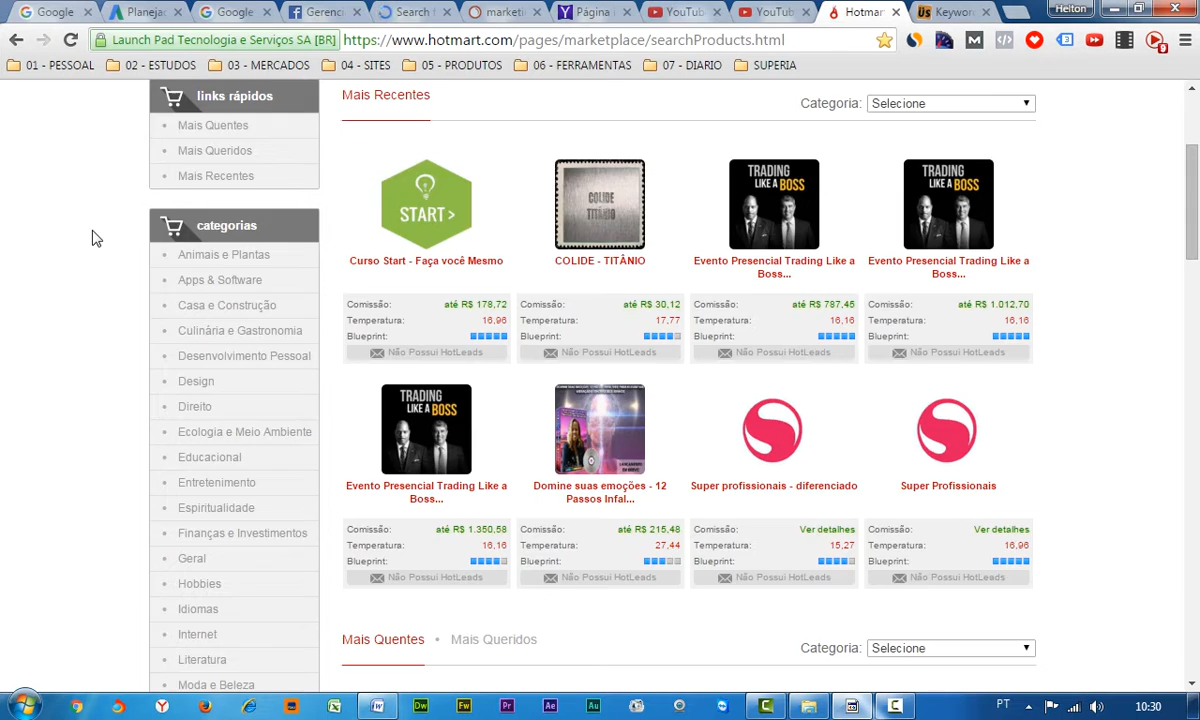 Google
Planejac
Google
Gerenc
Search
marketi
Página i
YouTub
YouTub
Hotmart
Keyword
Helton
Launch Pad Tecnologia e Serviços SA [BR]
https://www.hotmart.com/pages/marketplace/searchProducts.html
01 - PESSOAL
02 - ESTUDOS
03 - MERCADOS
04 - SITES
05 - PRODUTOS
06 - FERRAMENTAS
07 - DIARIO
SUPERIA
links rápidos
Mais Quentes
Mais Queridos
Mais Recentes
categorias
Animais e Plantas
Apps & Software
Casa e Construção
Culinária e Gastronomia
Desenvolvimento Pessoal
Design
Direito
Ecologia e Meio Ambiente
Educacional
Entretenimento
Espiritualidade
Finanças e Investimentos
Geral
Hobbies
Idiomas
Internet
Literatura
Moda e Beleza
Mais Recentes
Categoria: Selecione
START>
COLIDE
TITÂNIO
TRADING
LIKE A BOSS
TRADING
LIKE A BOSS
Curso Start - Faça você Mesmo
COLIDE - TITÂNIO
Evento Presencial Trading Like a
Boss...
Evento Presencial Trading Like a
Boss...
Comissão: até R$ 178,72
Temperatura: 16,96
Blueprint:
Não Possui HotLeads
Comissão: até R$ 30,12
Temperatura: 17,77
Blueprint:
Não Possui HotLeads
Comissão: até R$ 787,45
Temperatura: 16,16
Blueprint:
Não Possui HotLeads
Comissão: até R$ 1.012,70
Temperatura: 16,16
Blueprint:
Não Possui HotLeads
TRADING
LIKE A BOSS
Evento Presencial Trading Like a
Boss...
Domine suas emoções - 12
Passos Infal...
Super profissionais - diferenciado
Super Profissionais
Comissão: até R$ 1.350,58
Temperatura: 16,16
Blueprint:
Não Possui HotLeads
Comissão: até R$ 215,48
Temperatura: 27,44
Blueprint:
Não Possui HotLeads
Comissão: Ver detalhes
Temperatura: 15,27
Blueprint:
Não Possui HotLeads
Comissão: Ver detalhes
Temperatura: 16,96
Blueprint:
Não Possui HotLeads
Mais Quentes • Mais Queridos
Categoria: Selecione
Dw
Fw
Pr
Ae
Au
PT
10:30